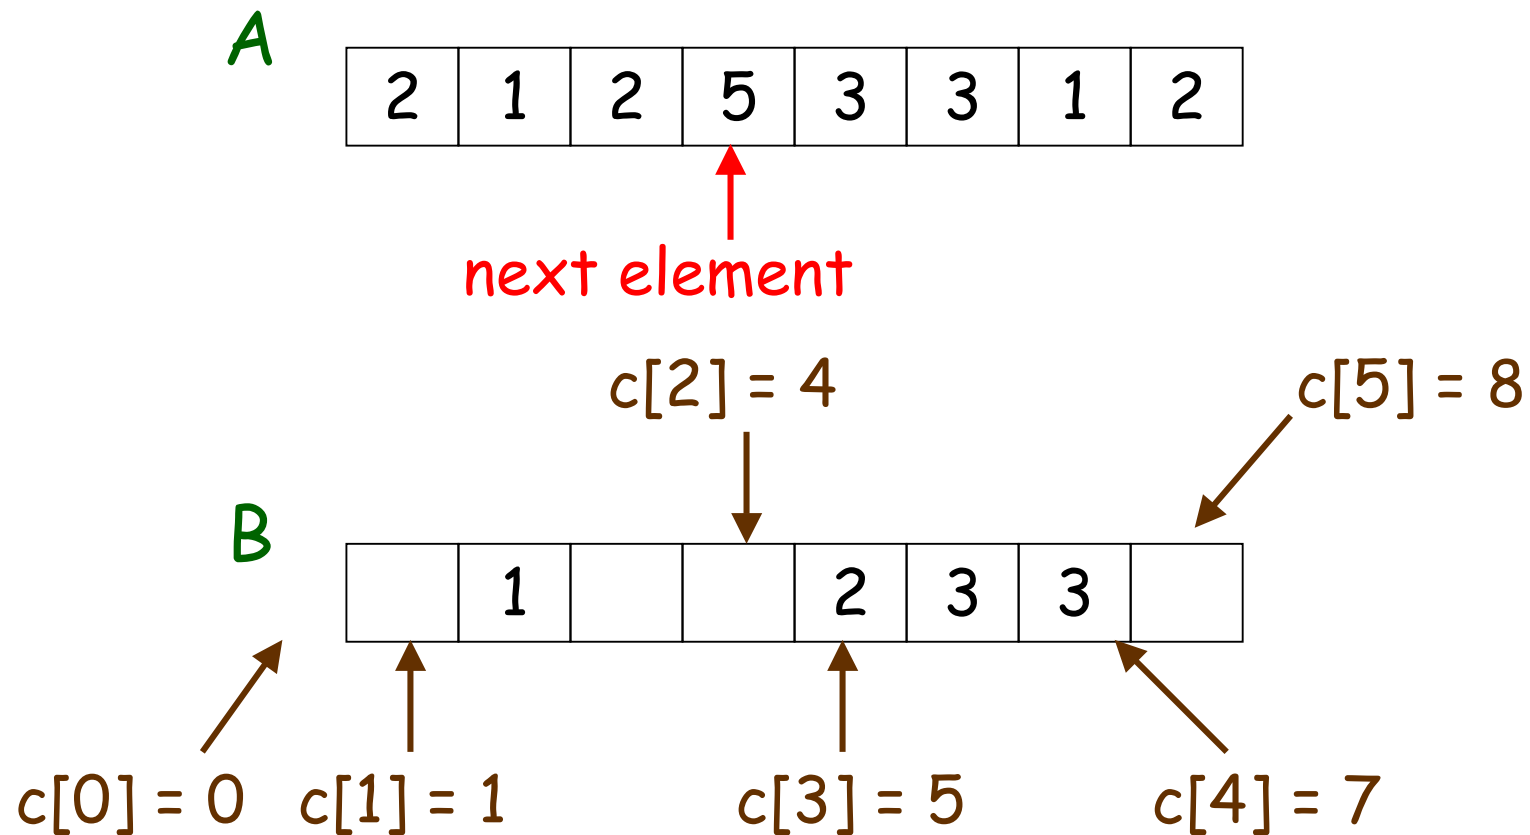 A
2 1 2 5 3 3 1 2
next element
c[2] = 4
c[5] = 8
B
1 2 3 3
c[0] = 0
c[1] = 1
c[3] = 5
c[4] = 7